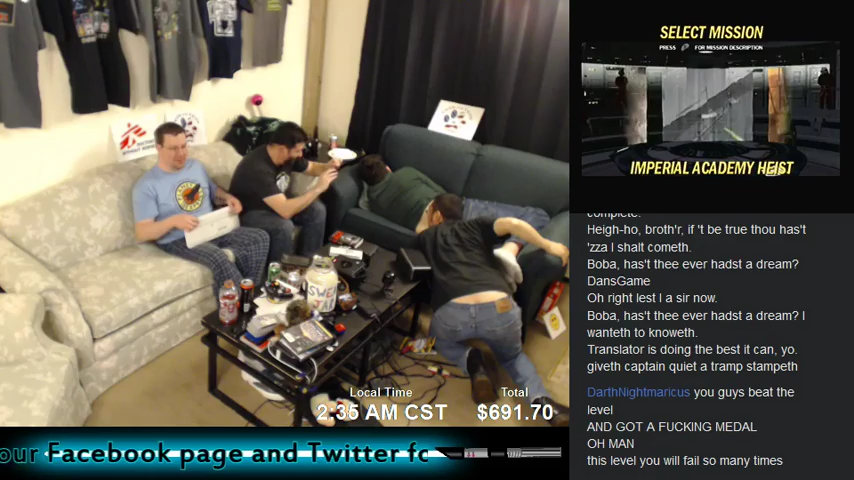 SELECT MISSION
PRESS FOR MISSION DESCRIPTION
IMPERIAL ACADEMY HEIST
complete.
Heigh-ho, broth'r, if 't be true thou has't
'zza I shalt cometh.
Boba, has't thee ever hadst a dream?
DansGame
Oh right lest I a sir now.
Boba, has't thee ever hadst a dream? I
wanteth to knoweth.
Translator is doing the best it can, yo.
giveth captain quiet a tramp stampeth
DarthNightmaricus you guys beat the
level
AND GOT A FUCKING MEDAL
OH MAN
this level you will fail so many times
SWEAR
JAR
Local Time
2:35 AM CST
Total
$691.70
our Facebook page and Twitter fo